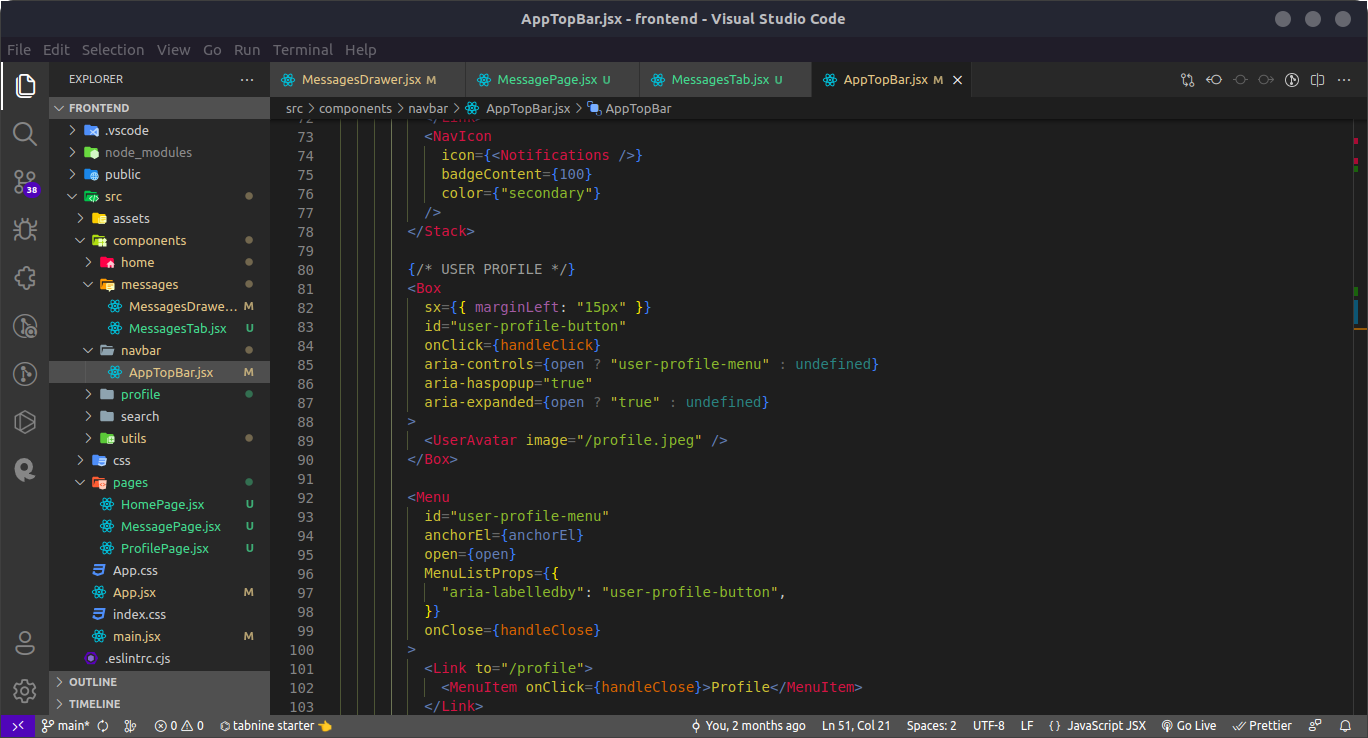 AppTopBar.jsx - frontend - Visual Studio Code
File Edit Selection View Go Run Terminal Help
EXPLORER
FRONTEND
.vscode
node_modules
public
src
assets
components
home
messages
MessagesDrawe... M
MessagesTab.jsx U
navbar
AppTopBar.jsx M
profile
search
utils
css
pages
HomePage.jsx U
MessagePage.jsx U
ProfilePage.jsx U
App.css
App.jsx M
index.css
main.jsx M
.eslintrc.cjs
OUTLINE
TIMELINE
38
MessagesDrawer.jsx M MessagePage.jsx U MessagesTab.jsx U AppTopBar.jsx M
src > components > navbar > AppTopBar.jsx > AppTopBar
72 </Link>
73 <NavIcon
74 icon={<Notifications />}
75 badgeContent={100}
76 color={"secondary"}
77 />
78 </Stack>
79
80 {/* USER PROFILE */}
81 <Box
82 sx={{ marginLeft: "15px" }}
83 id="user-profile-button"
84 onClick={handleClick}
85 aria-controls={open ? "user-profile-menu" : undefined}
86 aria-haspopup="true"
87 aria-expanded={open ? "true" : undefined}
88 >
89 <UserAvatar image="/profile.jpeg" />
90 </Box>
91
92 <Menu
93 id="user-profile-menu"
94 anchorEl={anchorEl}
95 open={open}
96 MenuListProps={{
97 "aria-labelledby": "user-profile-button",
98 }}
99 onClose={handleClose}
100 >
101 <Link to="/profile">
102 <MenuItem onClick={handleClose}>Profile</MenuItem>
103 </Link>
main* 0 0 tabnine starter You, 2 months ago Ln 51, Col 21 Spaces: 2 UTF-8 LF {} JavaScript JSX Go Live Prettier